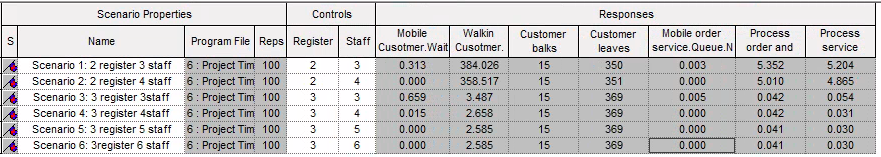 Scenario Properties Controls Responses
S Name Program File Reps Register Staff Mobile Cusotmer.Wait Walkin Cusotmer. Customer balks Customer leaves Mobile order service.Queue.N Process order and Process service
Scenario 1: 2 register 3 staff 6 : Project Tim 100 2 3 0.313 384.026 15 350 0.003 5.352 5.204
Scenario 2: 2 register 4 staff 6 : Project Tim 100 2 4 0.000 358.517 15 351 0.000 5.010 4.865
Scenario 3: 3 register 3staff 6 : Project Tim 100 3 3 0.659 3.487 15 369 0.005 0.042 0.054
Scenario 4: 3 register 4 staff 6 : Project Tim 100 3 4 0.015 2.658 15 369 0.000 0.042 0.031
Scenario 5: 3 register 5 staff 6 : Project Tim 100 3 5 0.000 2.585 15 369 0.000 0.041 0.030
Scenario 6: 3register 6 staff 6 : Project Tim 100 3 6 0.000 2.585 15 369 0.000 0.041 0.030